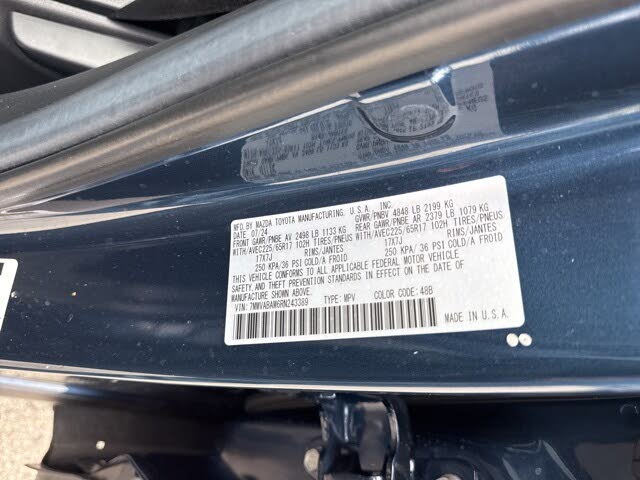 MFD. BY MAZDA TOYOTA MANUFACTURING, U.S.A., INC.
07/24 GVWR/PNBV 4848 LB 2199 KG
FRONT GAWR/PNBE AV 2498 LB 1133 KG REAR GAWR/PNBE AR 2379 LB 1079 KG
WITH/AVEC225/65R17 102H TIRES/PNEUS WITH/AVEC225/65R17 102H TIRES/PNEUS
17X7J RIMS/JANTES 17X7J RIMS/JANTES
250 KPA/36 PSI COLD/A FROID 250 KPA/ 36 PSI COLD/A FROID
THIS VEHICLE CONFORMS TO ALL APPLICABLE FEDERAL MOTOR VEHICLE
SAFETY AND THEFT PREVENTION STANDARDS IN EFFECT ON THE DATE OF
MANUFACTURE SHOWN ABOVE.
VIN: 7MMVABAM6RN243389 TYPE: MPV COLOR CODE: 48B
MADE IN U.S.A.